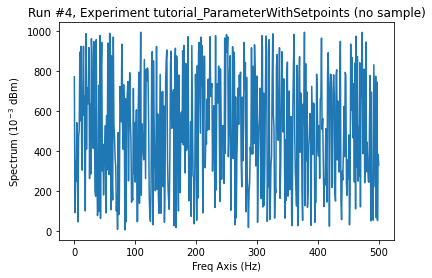 Run #4, Experiment tutorial_ParameterWithSetpoints (no sample)
1000
800
600
400
200
0
Spectrum (10⁻³ dBm)
0 100 200 300 400 500
Freq Axis (Hz)